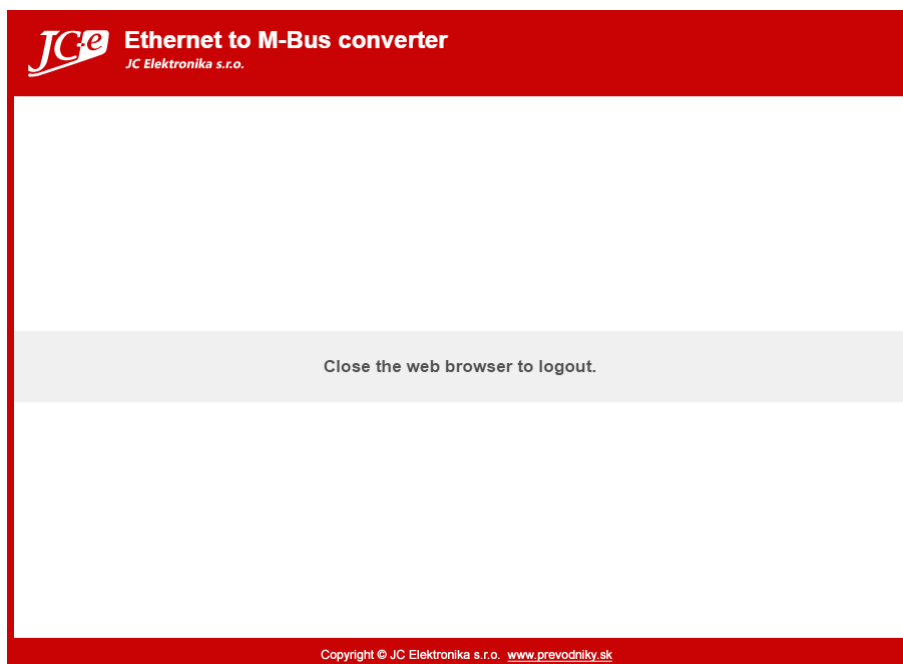 JC-e
Ethernet to M-Bus converter
JC Elektronika s.r.o.
Close the web browser to logout.
Copyright © JC Elektronika s.r.o. www.prevodniky.sk